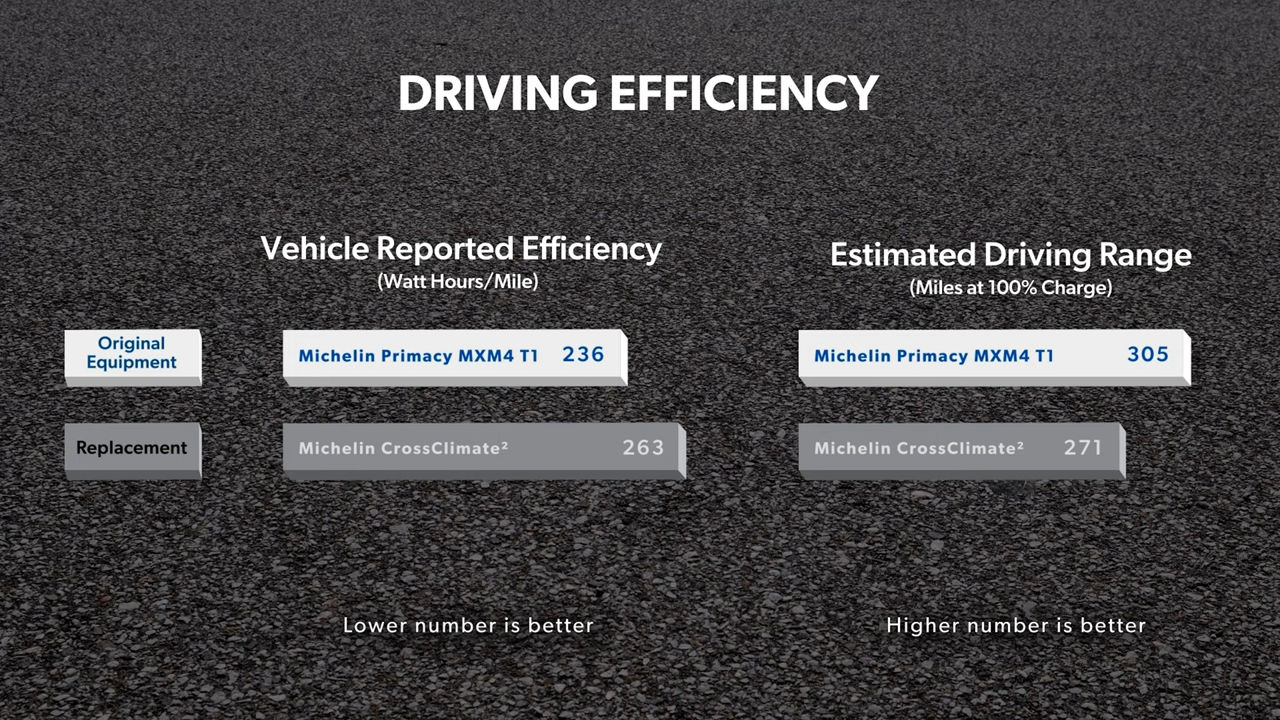 DRIVING EFFICIENCY
Vehicle Reported Efficiency
(Watt Hours/Mile)
Estimated Driving Range
(Miles at 100% Charge)
Original
Equipment
Michelin Primacy MXM4 T1 236
Michelin Primacy MXM4 T1 305
Replacement
Michelin CrossClimate² 263
Michelin CrossClimate² 271
Lower number is better
Higher number is better